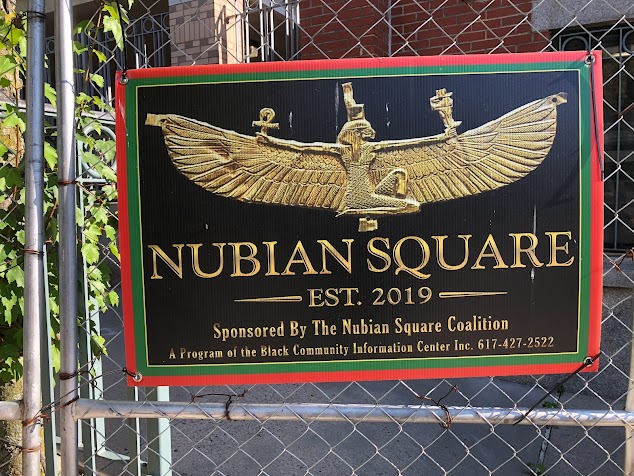 NUBIAN SQUARE
EST. 2019
Sponsored By The Nubian Square Coalition
A Program of the Black Community Information Center Inc. 617-427-2522